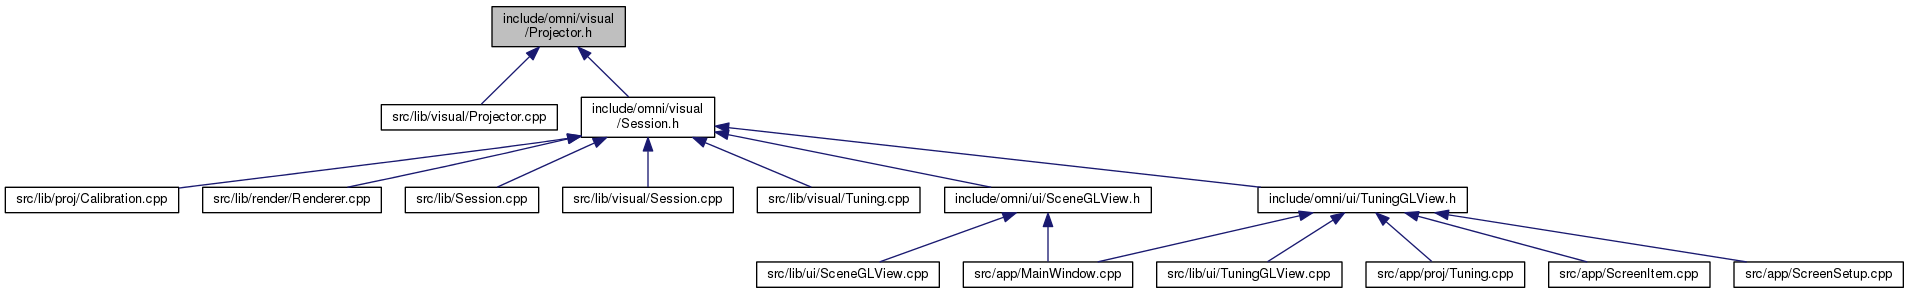 include/omni/visual
/Projector.h
src/lib/visual/Projector.cpp
include/omni/visual
/Session.h
src/lib/proj/Calibration.cpp
src/lib/render/Renderer.cpp
src/lib/Session.cpp
src/lib/visual/Session.cpp
src/lib/visual/Tuning.cpp
include/omni/ui/SceneGLView.h
include/omni/ui/TuningGLView.h
src/lib/ui/SceneGLView.cpp
src/app/MainWindow.cpp
src/lib/ui/TuningGLView.cpp
src/app/proj/Tuning.cpp
src/app/ScreenItem.cpp
src/app/ScreenSetup.cpp